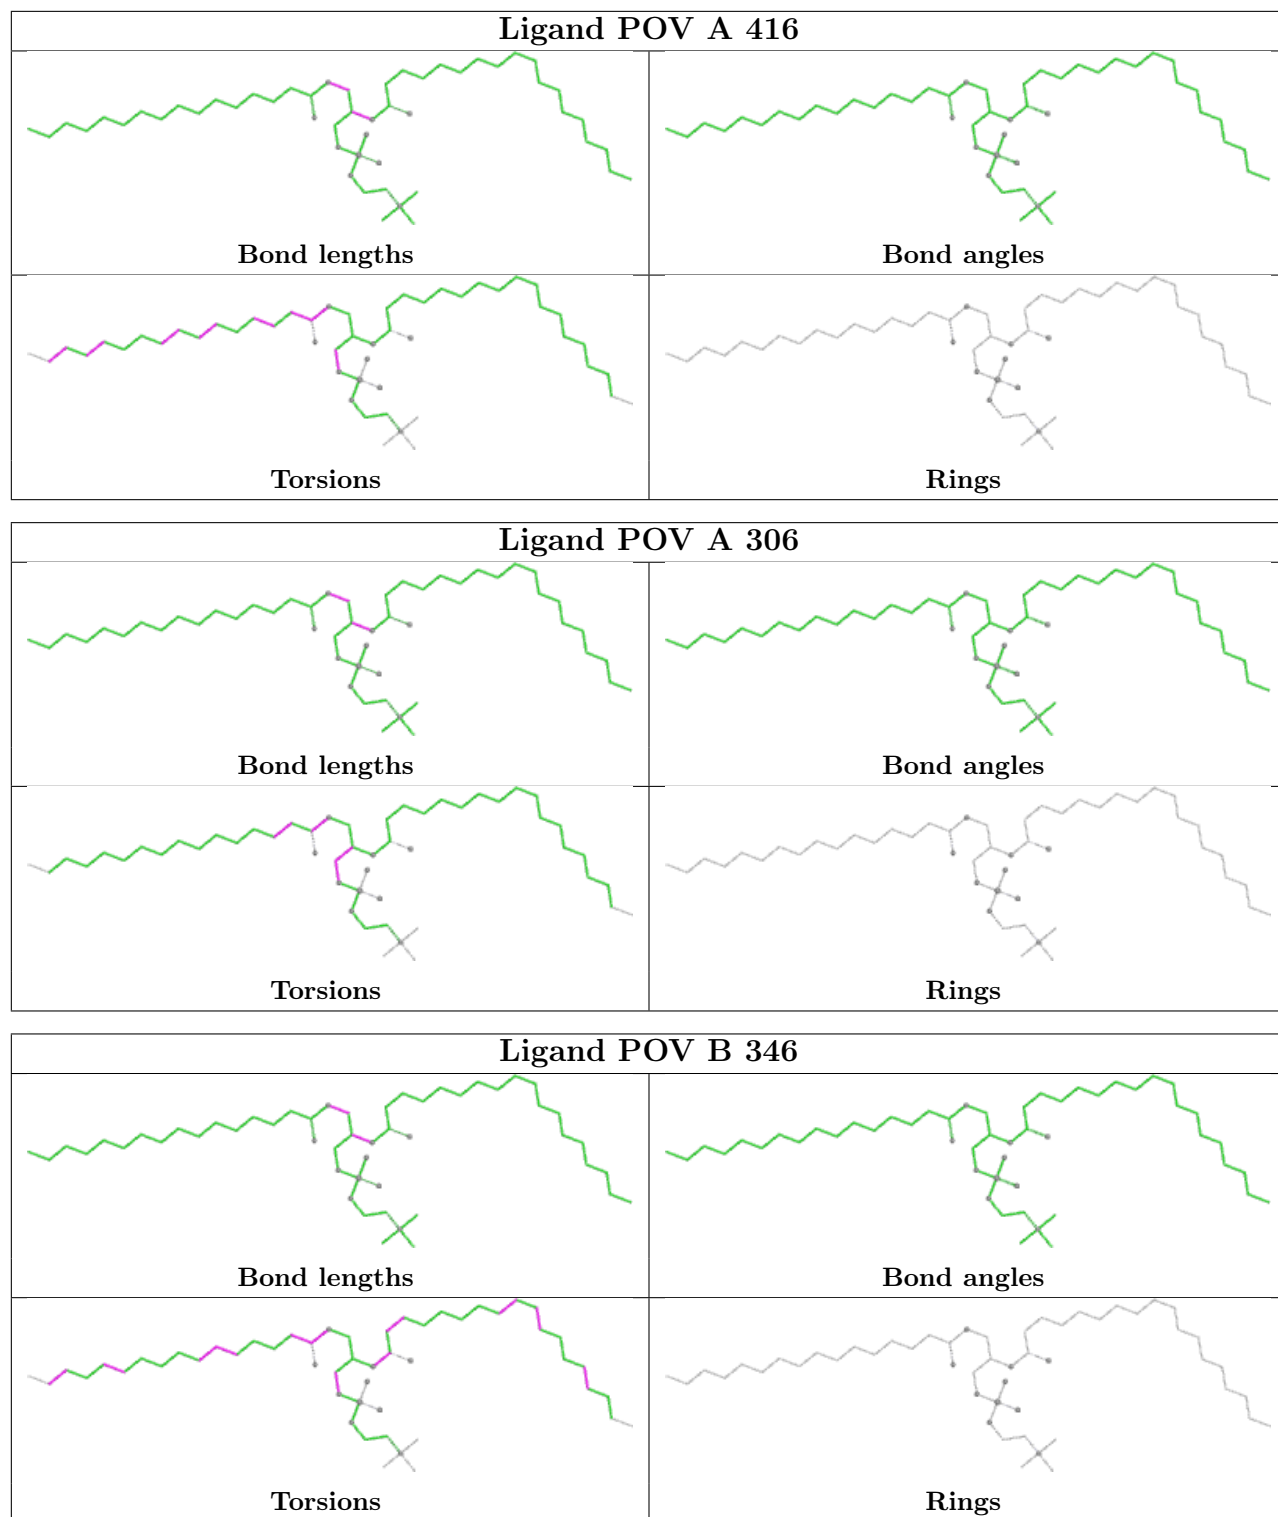 Ligand POV A 416
Bond lengths
Bond angles
Torsions
Rings
Ligand POV A 306
Bond lengths
Bond angles
Torsions
Rings
Ligand POV B 346
Bond lengths
Bond angles
Torsions
Rings